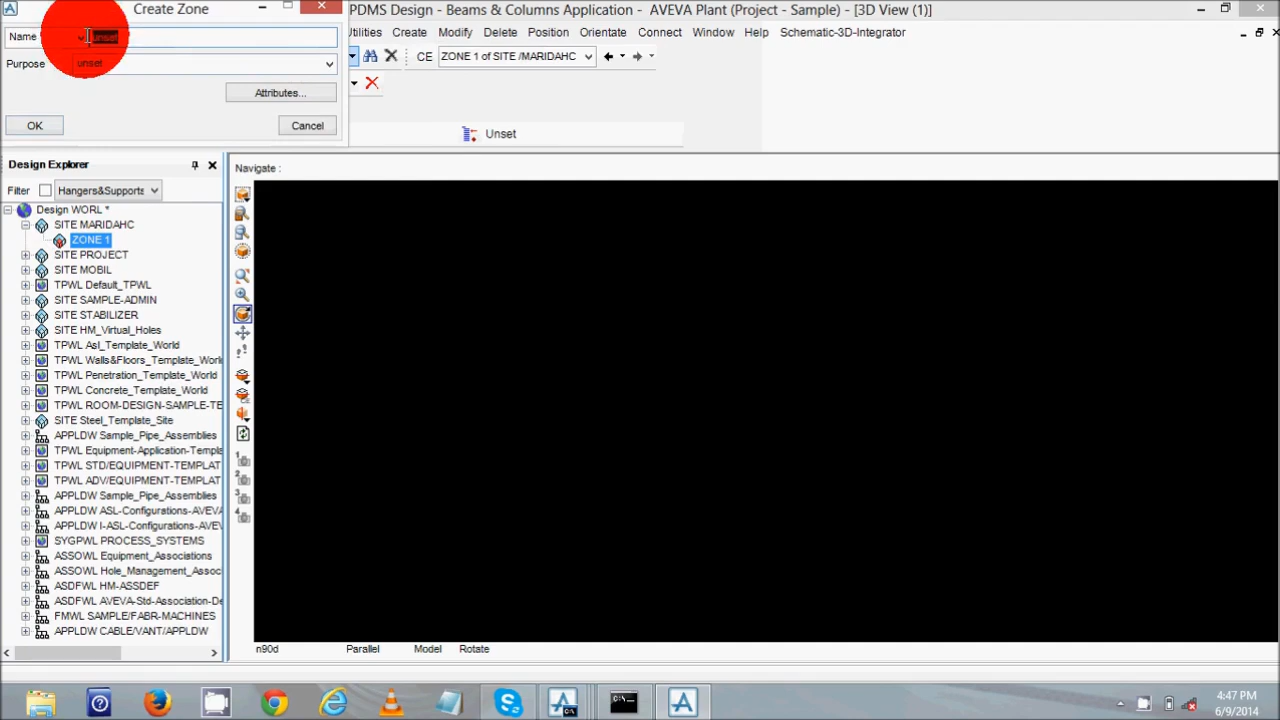 Create Zone
PDMS Design - Beams & Columns Application - AVEVA Plant (Project - Sample) - [3D View (1)]
Name unset
Utilities Create Modify Delete Position Orientate Connect Window Help Schematic-3D-Integrator
Purpose unset
CE ZONE 1 of SITE /MARIDAHC
Attributes...
OK Cancel
Unset
Design Explorer
Navigate :
Filter Hangers&Supports
Design WORL *
SITE MARIDAHC
ZONE 1
SITE PROJECT
SITE MOBIL
TPWL Default_TPWL
SITE SAMPLE-ADMIN
SITE STABILIZER
SITE HM_Virtual_Holes
TPWL Asl_Template_World
TPWL Walls&Floors_Template_World
TPWL Penetration_Template_World
TPWL Concrete_Template_World
TPWL ROOM-DESIGN-SAMPLE-TE
SITE Steel_Template_Site
APPLDW Sample_Pipe_Assemblies
TPWL Equipment-Application-Templa
TPWL STD/EQUIPMENT-TEMPLAT
TPWL ADV/EQUIPMENT-TEMPLAT
APPLDW Sample_Pipe_Assemblies
APPLDW ASL-Configurations-AVEVA
APPLDW I-ASL-Configurations-AVEV
SYGPWL PROCESS_SYSTEMS
ASSOWL Equipment_Associations
ASSOWL Hole_Management_Assoc
ASDFWL HM-ASSDEF
ASDFWL AVEVA-Std-Association-De
FMWL SAMPLE/FABR-MACHINES
APPLDW CABLE/VANT/APPLDW
n90d Parallel Model Rotate
4:47 PM
6/9/2014